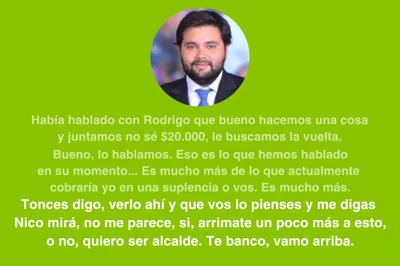 Había hablado con Rodrigo que bueno hacemos una cosa
y juntamos no sé $20.000, le buscamos la vuelta.
Bueno, lo hablamos. Eso es lo que hemos hablado
en su momento... Es mucho más de lo que actualmente
cobraría yo en una suplencia o vos. Es mucho más.
Tonces digo, verlo ahí y que vos lo pienses y me digas
Nico mirá, no me parece, si, arrimate un poco más a esto,
o no, quiero ser alcalde. Te banco, vamo arriba.